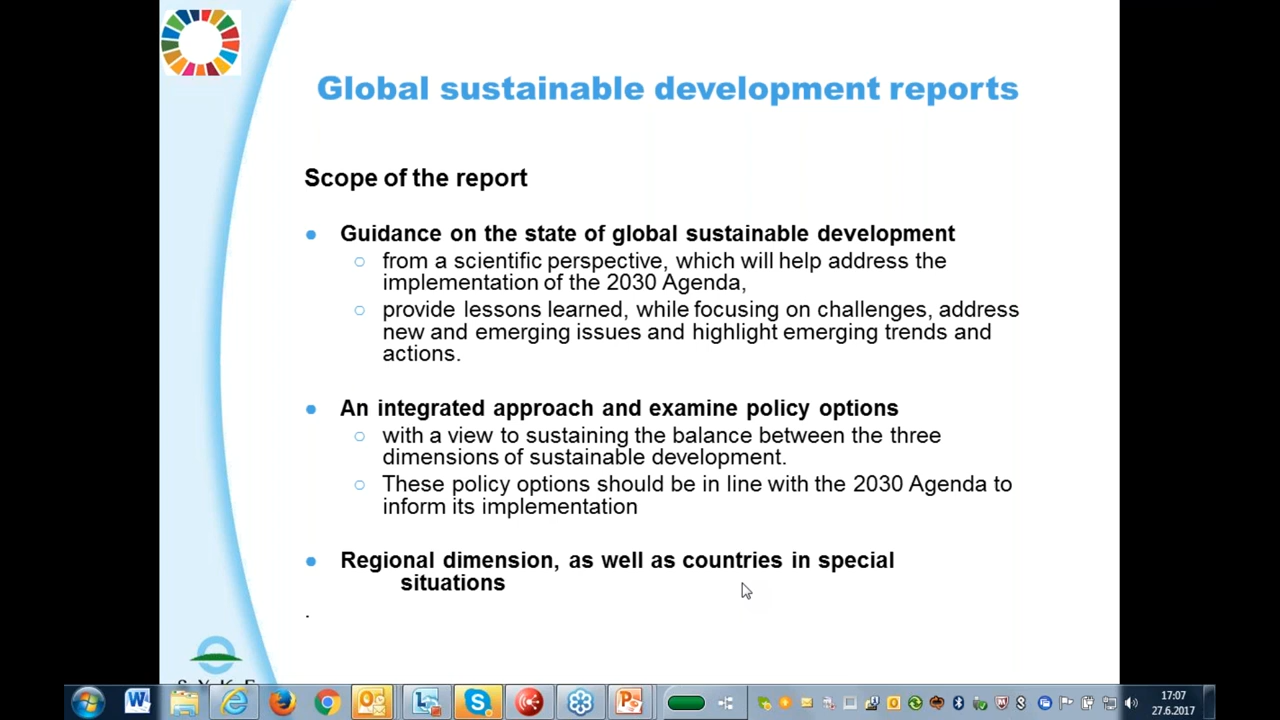 Global sustainable development reports
Scope of the report
● Guidance on the state of global sustainable development
○ from a scientific perspective, which will help address the
implementation of the 2030 Agenda,
○ provide lessons learned, while focusing on challenges, address
new and emerging issues and highlight emerging trends and
actions.
● An integrated approach and examine policy options
○ with a view to sustaining the balance between the three
dimensions of sustainable development.
○ These policy options should be in line with the 2030 Agenda to
inform its implementation
● Regional dimension, as well as countries in special
situations
.
S Y K E
17:07
27.6.2017